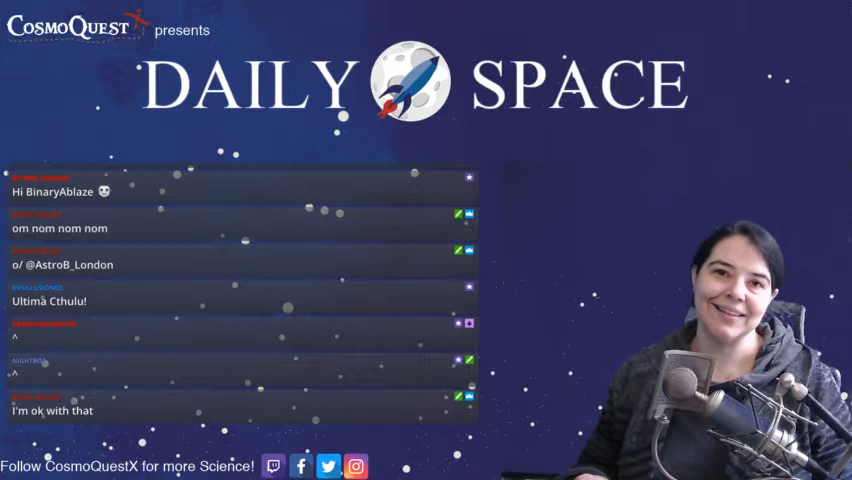 CosmoQuestX presents
DAILY SPACE
Hi BinaryAblaze
om nom nom nom
o/ @AstroB_London
DISILLUSIONED
Ultima Cthulu!
^
NIGHTBOT
^
I'm ok with that
Follow CosmoQuestX for more Science!